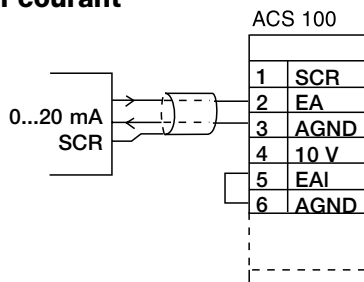 courant
ACS 100
0...20 mA
SCR
1 SCR
2 EA
3 AGND
4 10 V
5 EAI
6 AGND